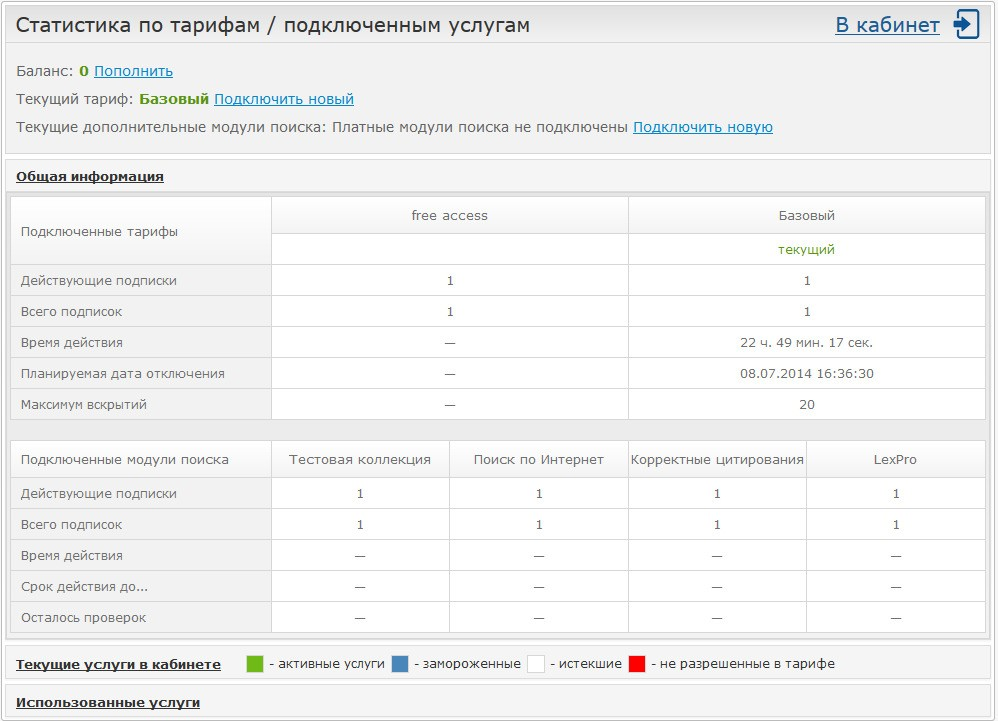 Статистика по тарифам / подключенным услугам В кабинет
Баланс: 0 Пополнить
Текущий тариф: Базовый Подключить новый
Текущие дополнительные модули поиска: Платные модули поиска не подключены Подключить новую
Общая информация
Подключенные тарифы free access Базовый
текущий
Действующие подписки 1 1
Всего подписок 1 1
Время действия — 22 ч. 49 мин. 17 сек.
Планируемая дата отключения — 08.07.2014 16:36:30
Максимум вскрытий — 20
Подключенные модули поиска Тестовая коллекция Поиск по Интернет Корректные цитирования LexPro
Действующие подписки 1 1 1 1
Всего подписок 1 1 1 1
Время действия — — — —
Срок действия до... — — — —
Осталось проверок — — — —
Текущие услуги в кабинете - активные услуги - замороженные - истекшие - не разрешенные в тарифе
Использованные услуги